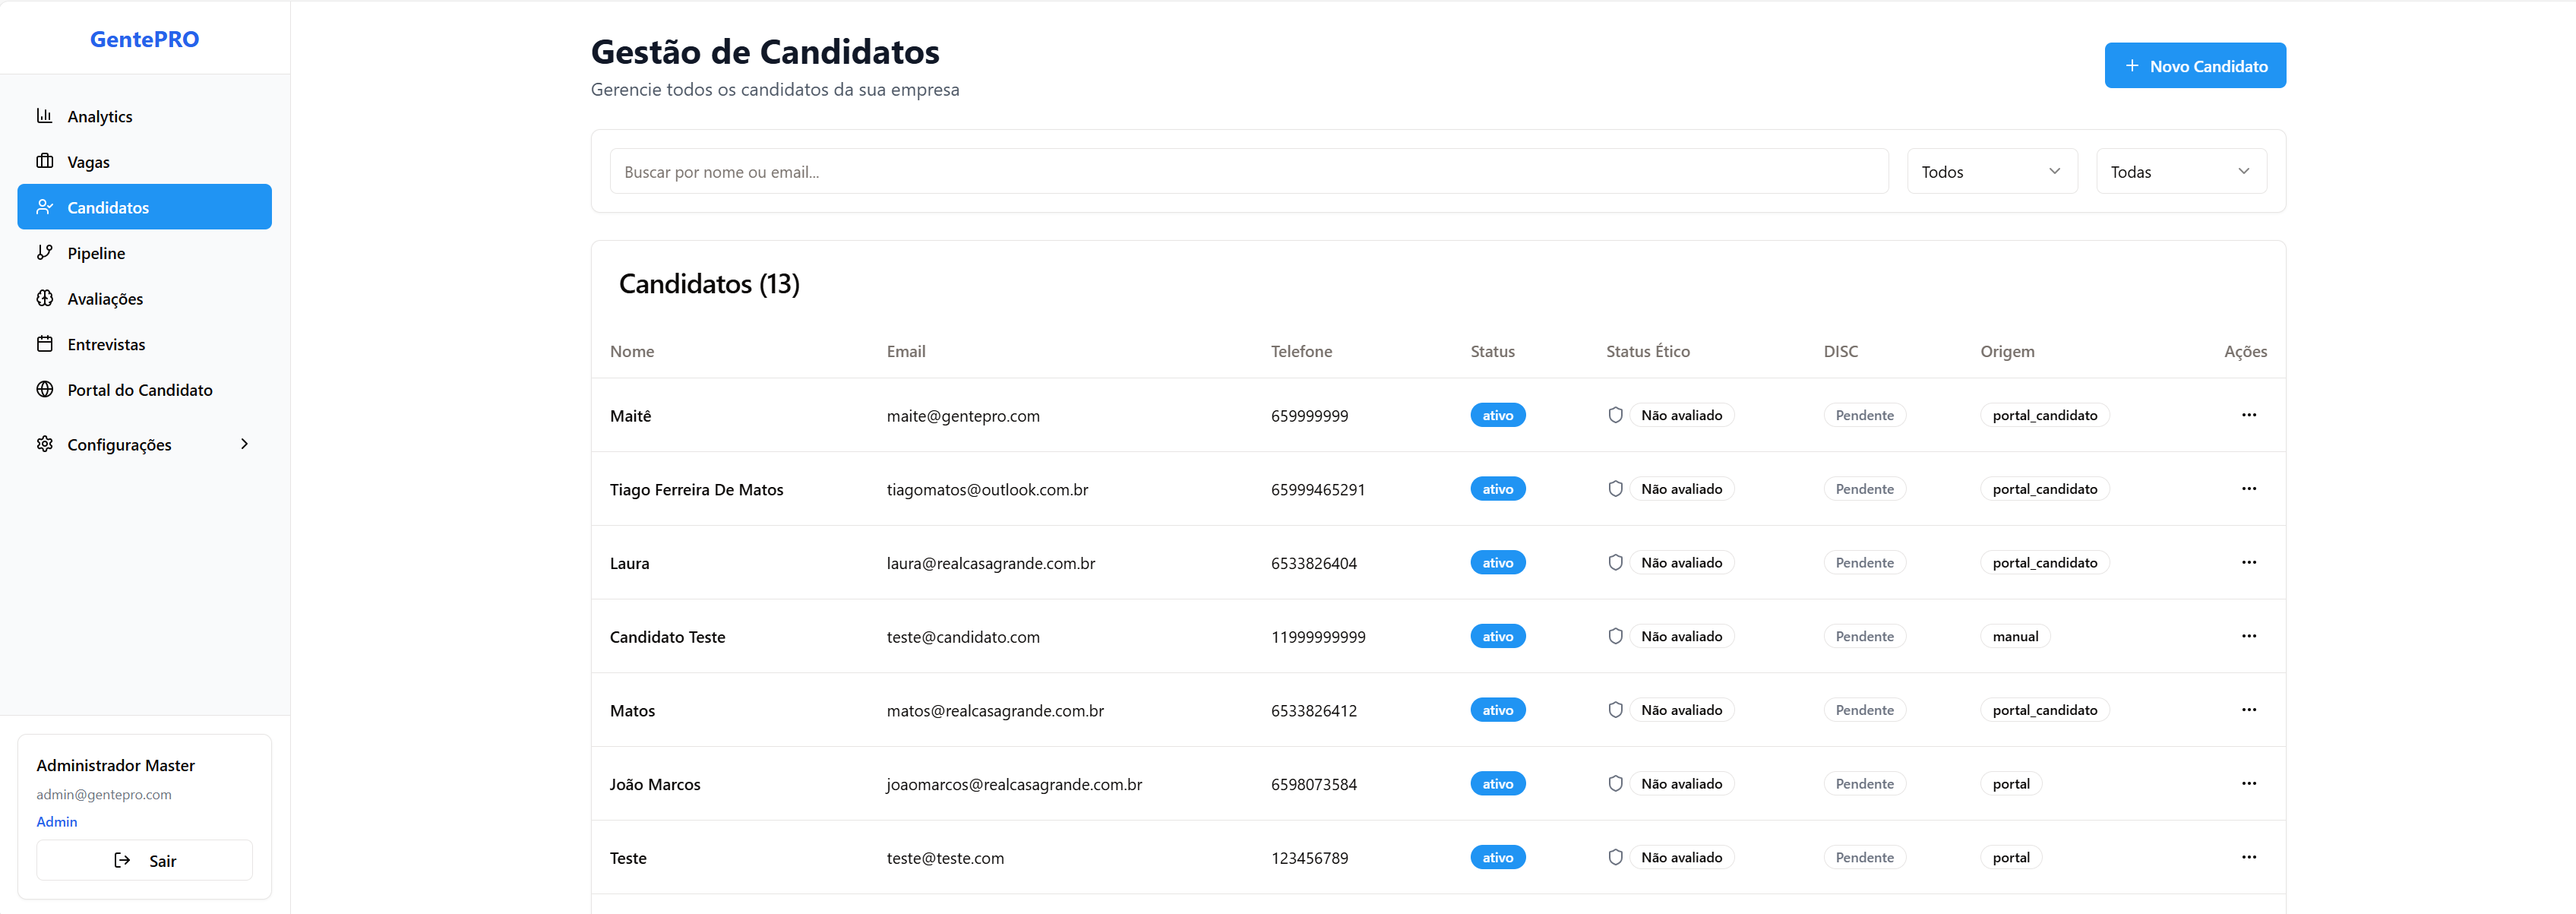 GentePRO
Analytics
Vagas
Candidatos
Pipeline
Avaliações
Entrevistas
Portal do Candidato
Configurações
Administrador Master
admin@gentepro.com
Admin
Sair
Gestão de Candidatos
Gerencie todos os candidatos da sua empresa
+ Novo Candidato
Buscar por nome ou email... Todos Todas
Candidatos (13)
Nome Email Telefone Status Status Ético DISC Origem Ações
Maitê maite@gentepro.com 659999999 ativo Não avaliado Pendente portal_candidato ...
Tiago Ferreira De Matos tiagomatos@outlook.com.br 65999465291 ativo Não avaliado Pendente portal_candidato ...
Laura laura@realcasagrande.com.br 6533826404 ativo Não avaliado Pendente portal_candidato ...
Candidato Teste teste@candidato.com 11999999999 ativo Não avaliado Pendente manual ...
Matos matos@realcasagrande.com.br 6533826412 ativo Não avaliado Pendente portal_candidato ...
João Marcos joaomarcos@realcasagrande.com.br 6598073584 ativo Não avaliado Pendente portal ...
Teste teste@teste.com 123456789 ativo Não avaliado Pendente portal ...